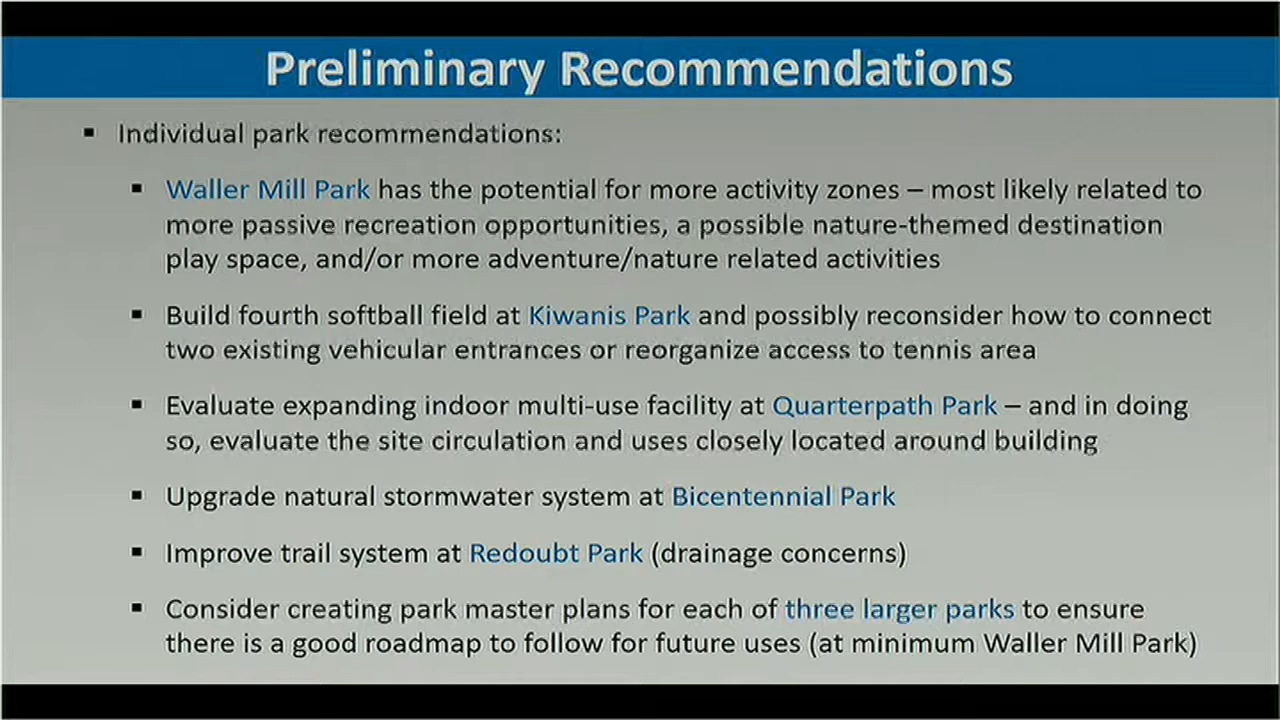 Preliminary Recommendations
▪ Individual park recommendations:
▪ Waller Mill Park has the potential for more activity zones – most likely related to
more passive recreation opportunities, a possible nature-themed destination
play space, and/or more adventure/nature related activities
▪ Build fourth softball field at Kiwanis Park and possibly reconsider how to connect
two existing vehicular entrances or reorganize access to tennis area
▪ Evaluate expanding indoor multi-use facility at Quarterpath Park – and in doing
so, evaluate the site circulation and uses closely located around building
▪ Upgrade natural stormwater system at Bicentennial Park
▪ Improve trail system at Redoubt Park (drainage concerns)
▪ Consider creating park master plans for each of three larger parks to ensure
there is a good roadmap to follow for future uses (at minimum Waller Mill Park)